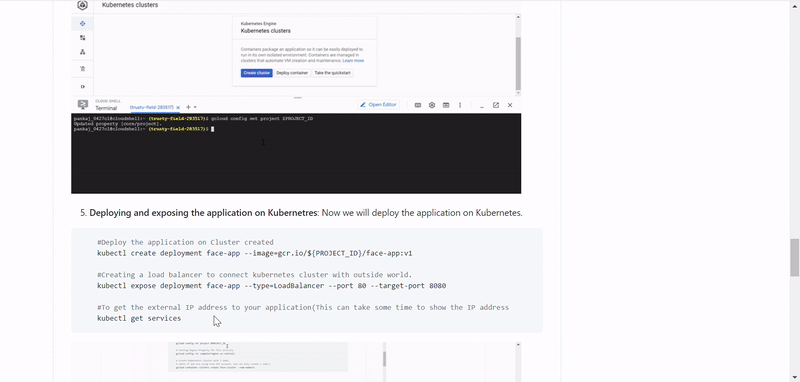 Kubernetes clusters
Kubernetes Engine
Kubernetes clusters
Containers package an application so it can be easily deployed
to run in its own isolated environment. Containers are managed in
clusters that automate VM creation and maintenance. Learn more
Create cluster Deploy container Take the quickstart
CLOUD SHELL
Terminal (trusty-field-283517) × + Open Editor
pankaj_0427cs@cloudshell:~ (trusty-field-283517)$ gcloud config set project $PROJECT_ID
Updated property [core/project].
pankaj_0427cs@cloudshell:~ (trusty-field-283517)$
5. Deploying and exposing the application on Kubernetres: Now we will deploy the application on Kubernetes.
#Deploy the application on Cluster created
kubectl create deployment face-app --image=gcr.io/${PROJECT_ID}/face-app:v1
#Creating a load balancer to connect kubernetes cluster with outside world.
kubectl expose deployment face-app --type=LoadBalancer --port 80 --target-port 8080
#To get the external IP address to your application(This can take some time to show the IP address
kubectl get services